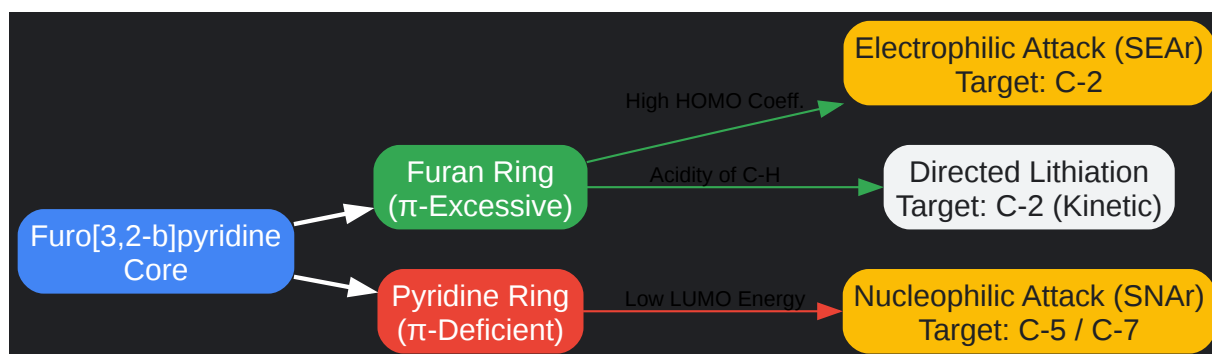 Furo[3,2-b]pyridine
Core
Furan Ring
(π-Excessive)
Pyridine Ring
(π-Deficient)
High HOMO Coeff.
Acidity of C-H
Low LUMO Energy
Electrophilic Attack (SEAr)
Target: C-2
Directed Lithiation
Target: C-2 (Kinetic)
Nucleophilic Attack (SNAr)
Target: C-5 / C-7